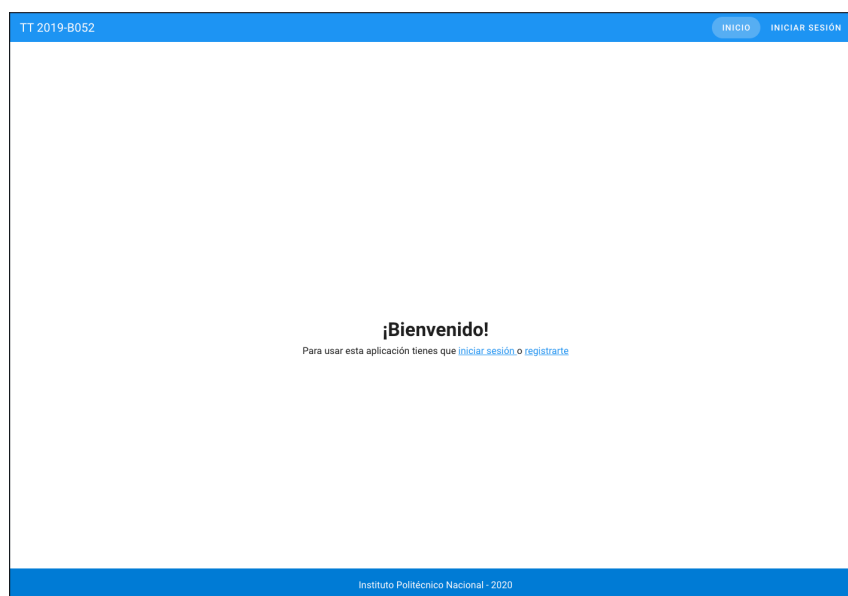 TT 2019-B052
INICIO
INICIAR SESIÓN
¡Bienvenido!
Para usar esta aplicación tienes que iniciar sesión o registrarte
Instituto Politécnico Nacional - 2020